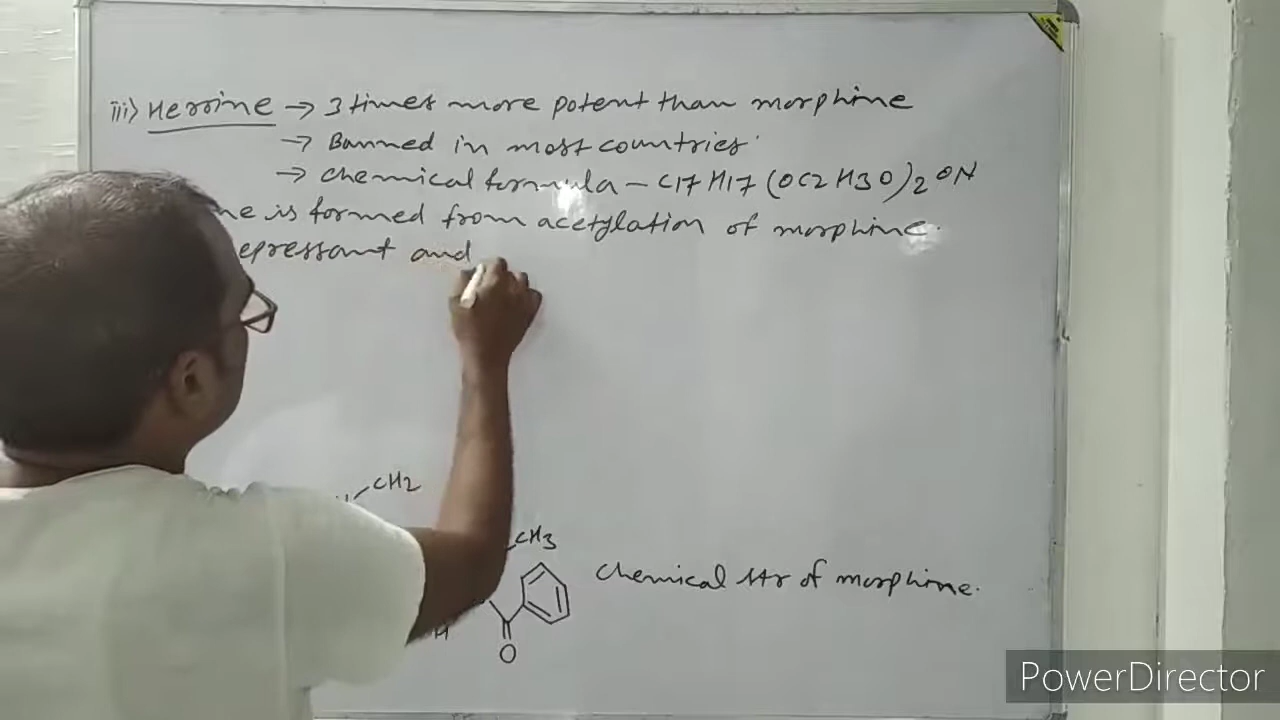 iii) Heroine → 3 times more potent than morphine
→ Banned in most countries.
→ chemical formula – C17 H17 (OC2 H3O)2 ON
ne is formed from acetylation of morphine.
epressant and
CH2
CH3
chemical str of morphine.
H
O
PowerDirector